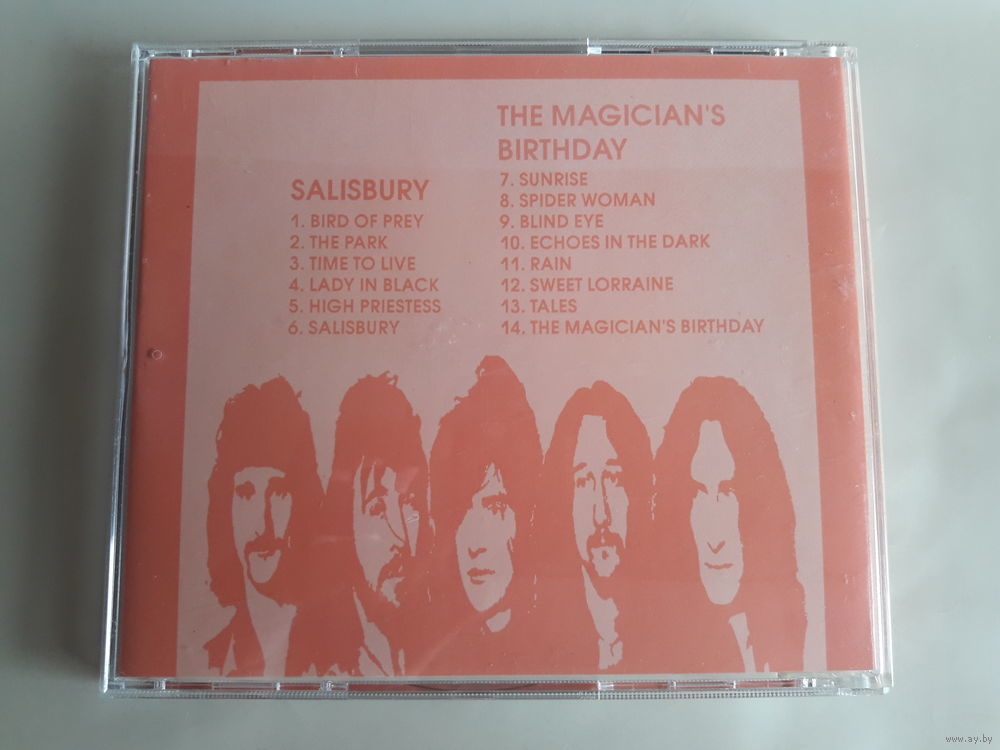 SALISBURY
1. BIRD OF PREY
2. THE PARK
3. TIME TO LIVE
4. LADY IN BLACK
5. HIGH PRIESTESS
6. SALISBURY
THE MAGICIAN'S
BIRTHDAY
7. SUNRISE
8. SPIDER WOMAN
9. BLIND EYE
10. ECHOES IN THE DARK
11. RAIN
12. SWEET LORRAINE
13. TALES
14. THE MAGICIAN'S BIRTHDAY
www.ay.by